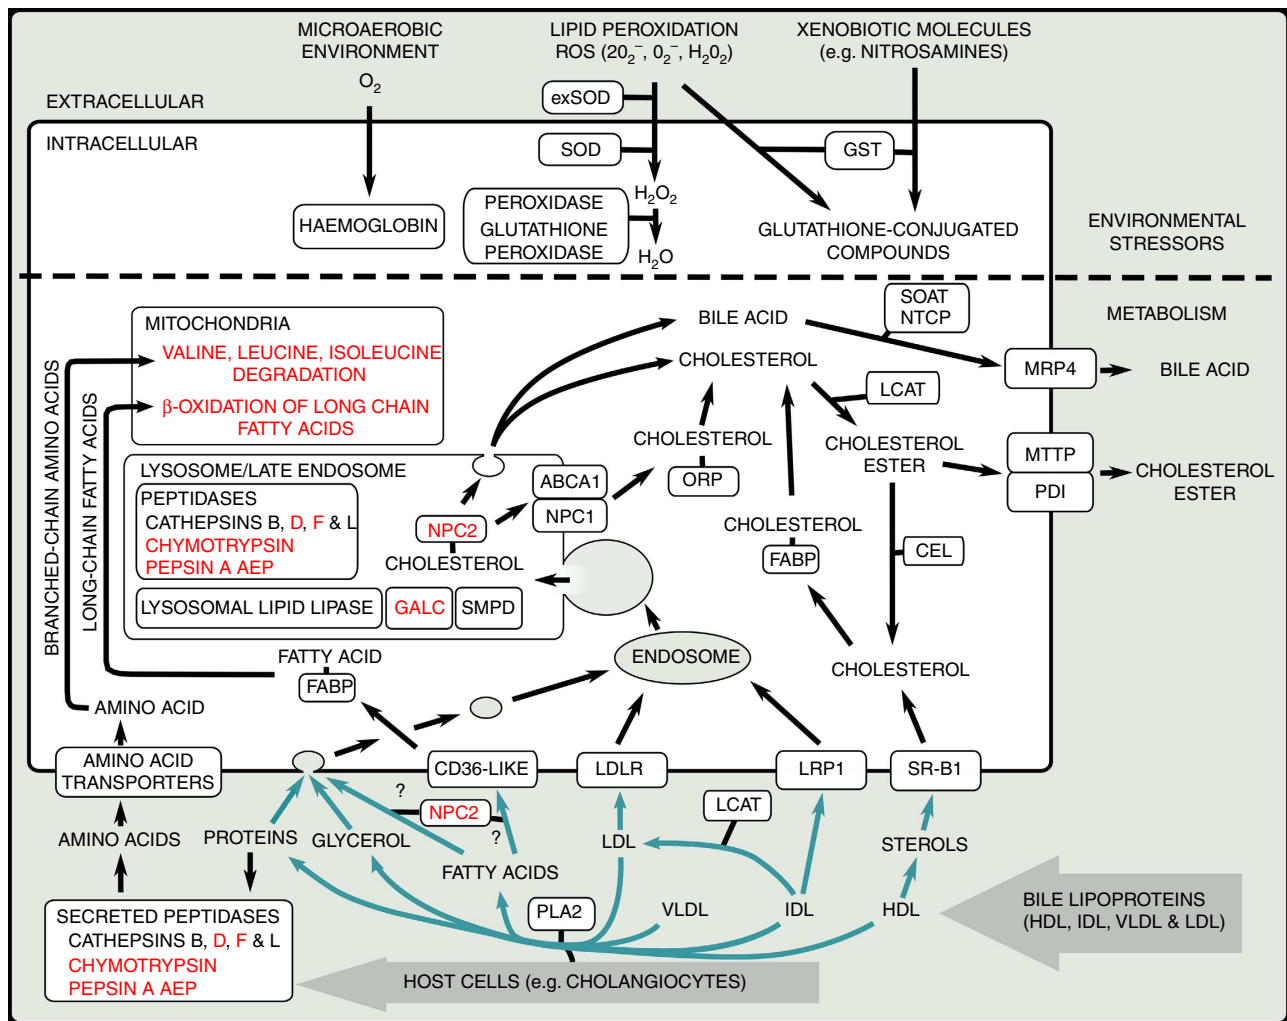 MICROAEROBIC
ENVIRONMENT
O₂
LIPID PEROXIDATION
ROS (2O₂⁻, O₂⁻, H₂O₂)
XENOBIOTIC MOLECULES
(e.g. NITROSAMINES)
EXTRACELLULAR
INTRACELLULAR
exSOD
SOD
GST
H₂O₂
PEROXIDASE
GLUTATHIONE
PEROXIDASE
H₂O
HAEMOGLOBIN
GLUTATHIONE-CONJUGATED
COMPOUNDS
ENVIRONMENTAL
STRESSORS
METABOLISM
MITOCHONDRIA
VALINE, LEUCINE, ISOLEUCINE
DEGRADATION
β-OXIDATION OF LONG CHAIN
FATTY ACIDS
BRANCHED-CHAIN AMINO ACIDS
LONG-CHAIN FATTY ACIDS
BILE ACID
SOAT
NTCP
MRP4
BILE ACID
CHOLESTEROL
LCAT
CHOLESTEROL
ORP
CHOLESTEROL
ESTER
MTTP
PDI
CHOLESTEROL
ESTER
LYSOSOME/LATE ENDOSOME
PEPTIDASES
CATHEPSINS B, D, F & L
CHYMOTRYPSIN
PEPSIN A AEP
NPC2
CHOLESTEROL
ABCA1
NPC1
LYSOSOMAL LIPID LIPASE
GALC
SMPD
CHOLESTEROL
FABP
CEL
CHOLESTEROL
ENDOSOME
FATTY ACID
FABP
AMINO ACID
AMINO ACID
TRANSPORTERS
CD36-LIKE
LDLR
LRP1
SR-B1
?
NPC2
?
LCAT
AMINO ACIDS
PROTEINS
GLYCEROL
FATTY ACIDS
LDL
STEROLS
PLA2
VLDL
IDL
HDL
BILE LIPOPROTEINS
(HDL, IDL, VLDL & LDL)
SECRETED PEPTIDASES
CATHEPSINS B, D, F & L
CHYMOTRYPSIN
PEPSIN A AEP
HOST CELLS (e.g. CHOLANGIOCYTES)